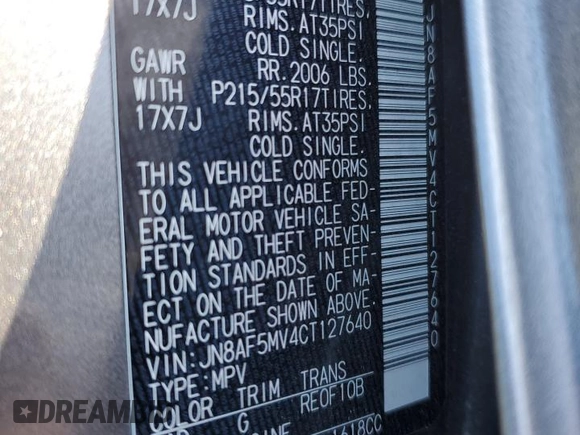 17X7J
RIMS.AT35PSI
COLD SINGLE.
GAWR RR. 2006 LBS.
WITH P215/55R17TIRES,
17X7J RIMS.AT35PSI
COLD SINGLE.
THIS VEHICLE CONFORMS
TO ALL APPLICABLE FED-
ERAL MOTOR VEHICLE SA-
FETY AND THEFT PREVEN-
TION STANDARDS IN EFF-
ECT ON THE DATE OF MA-
NUFACTURE SHOWN ABOVE.
VIN: JN8AF5MV4CT127640
TYPE: MPV
COLOR TRIM TRANS
G RE0F10B
JN8AF5MV4CT127640